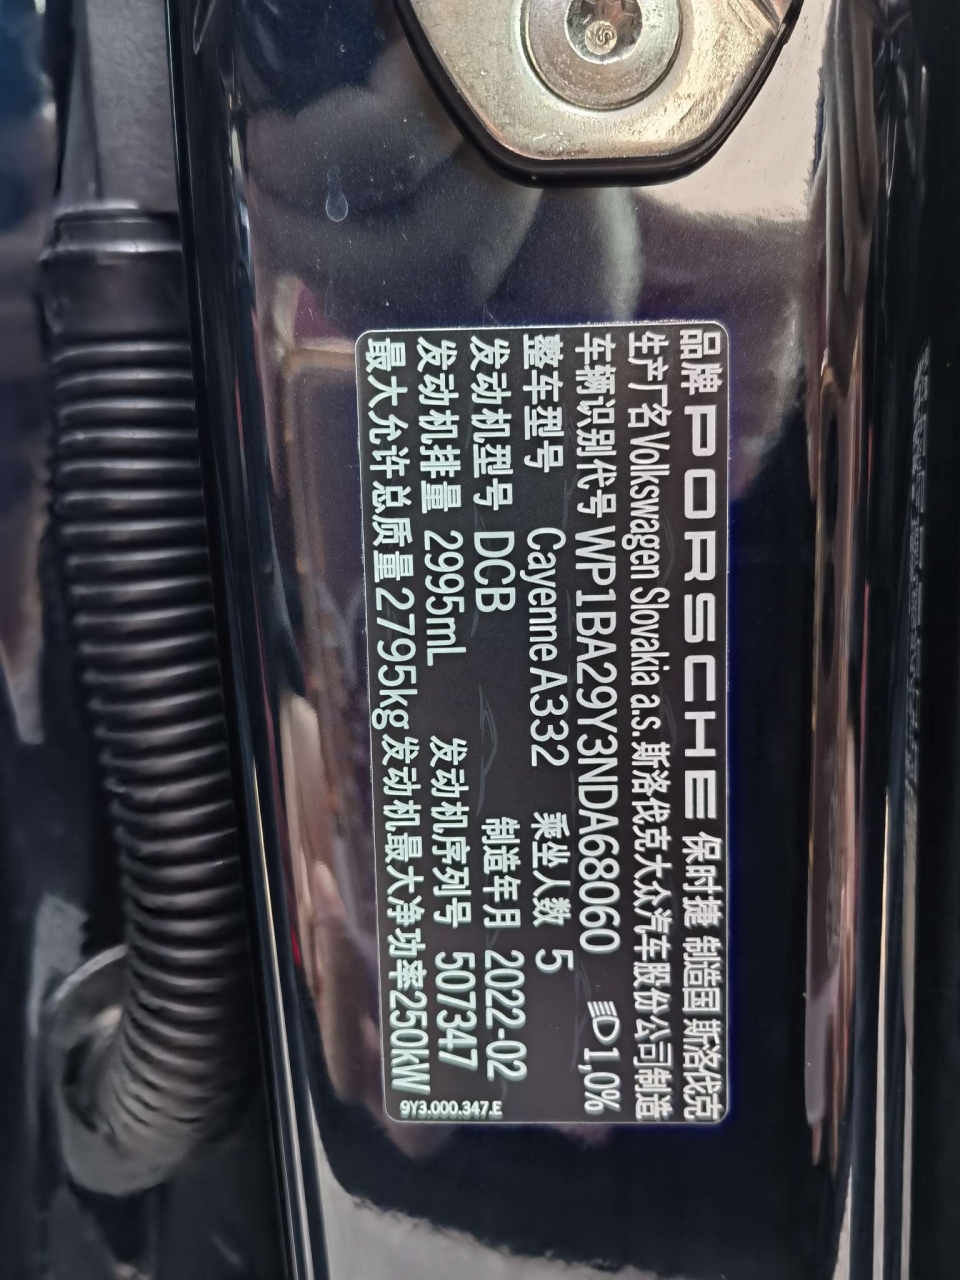 品牌 PORSCHE 保时捷 制造国 斯洛伐克
生产厂名 Volkswagen Slovakia a.s. 斯洛伐克大众汽车股份公司制造
车辆识别代号 WP1BA29Y3NDA68060 1,0%
整车型号 Cayenne A332 乘坐人数 5
发动机型号 DCB 制造年月 2022-02
发动机排量 2995mL 发动机序列号 507347
最大允许总质量 2795kg 发动机最大净功率 250kW
9Y3.000.347.E